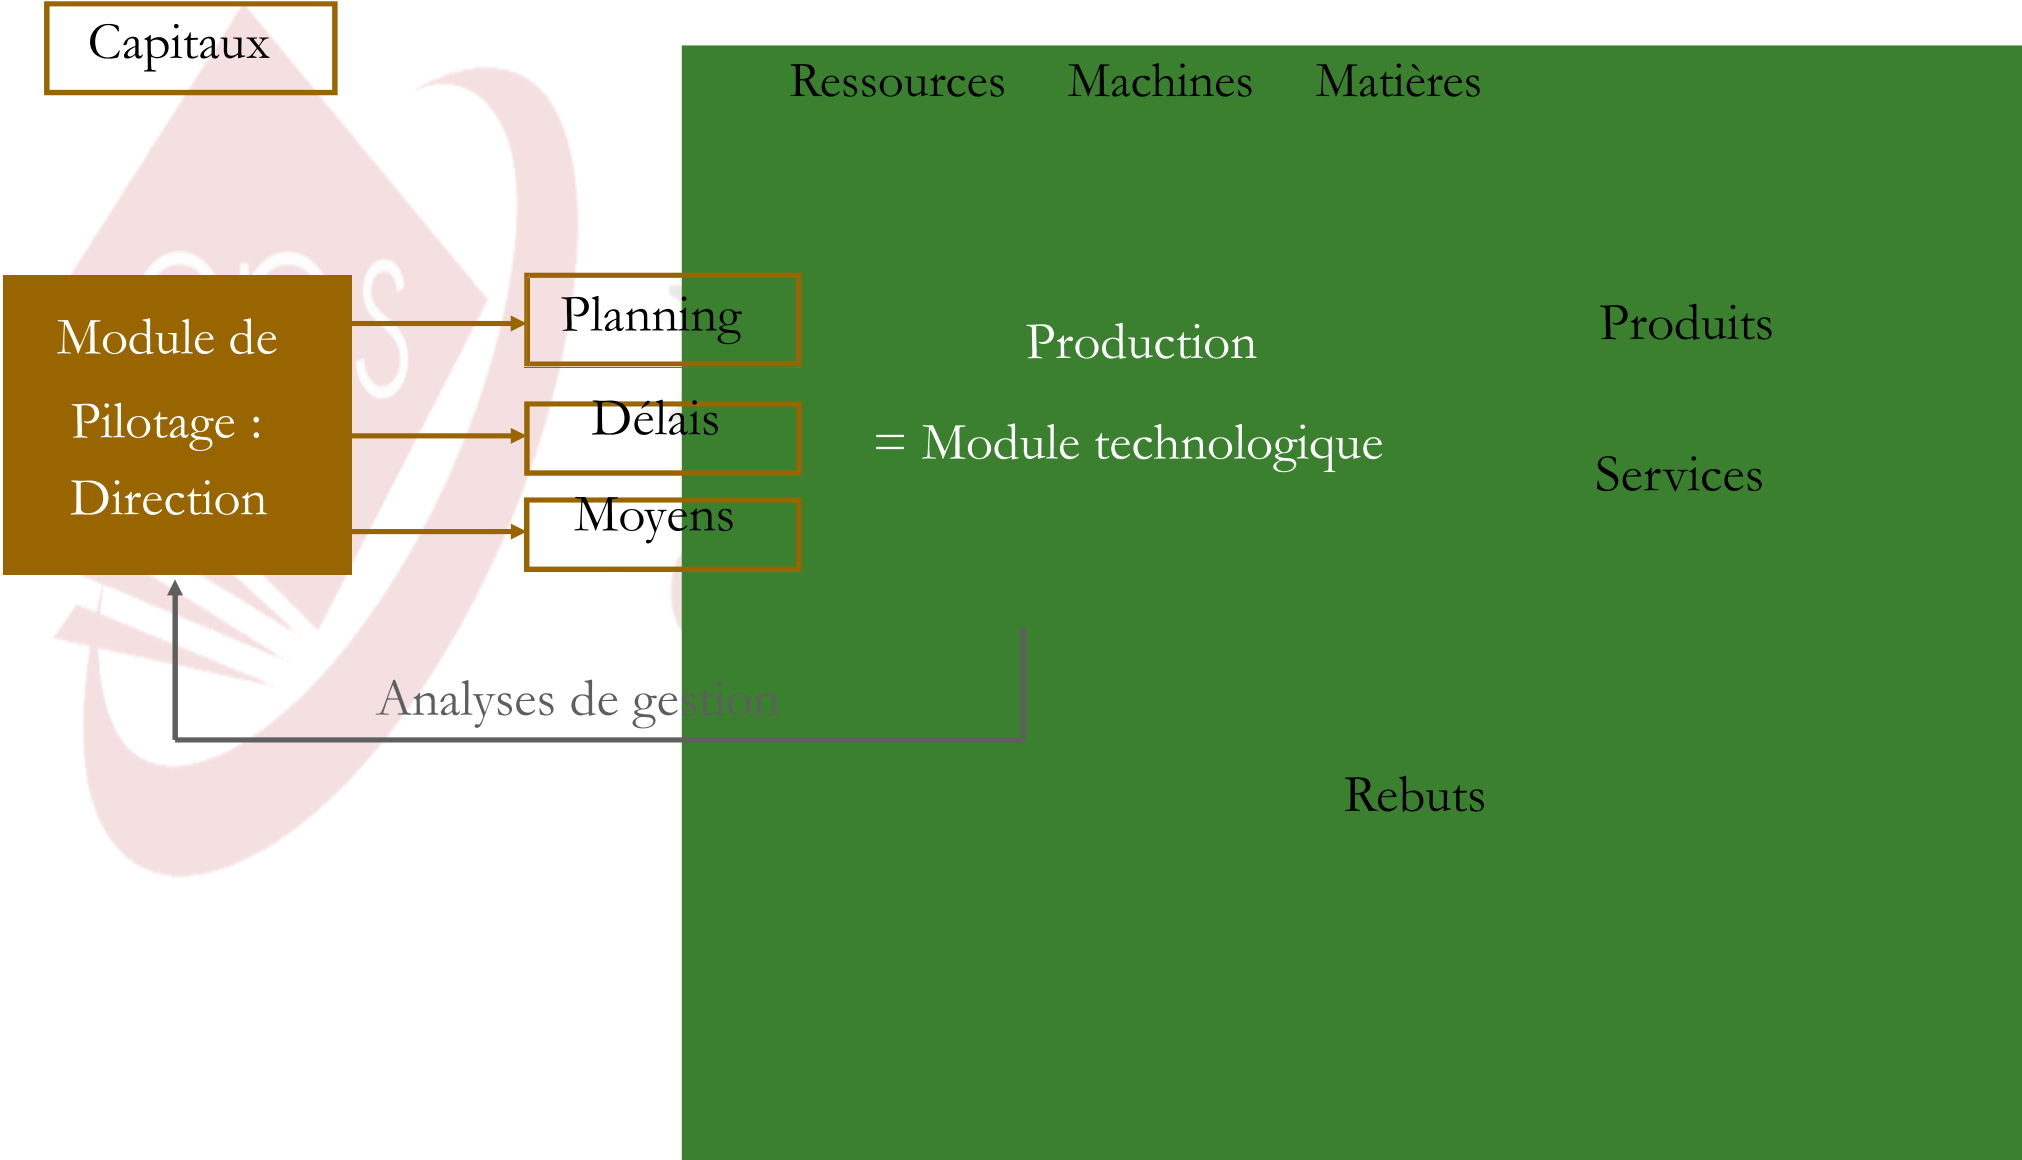 Capitaux
Ressources Machines Matières
Planning
Délais
Moyens
Module de
Pilotage :
Direction
Production
= Module technologique
Produits
Services
Analyses de gestion
Rebuts